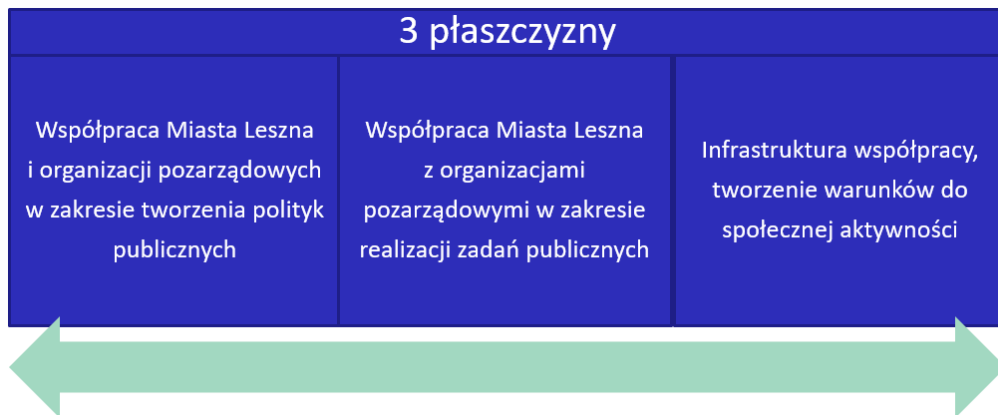 3 płaszczyzny
Współpraca Miasta Leszna
i organizacji pozarządowych
w zakresie tworzenia polityk
publicznych
Współpraca Miasta Leszna
z organizacjami
pozarządowymi w zakresie
realizacji zadań publicznych
Infrastruktura współpracy,
tworzenie warunków do
społecznej aktywności